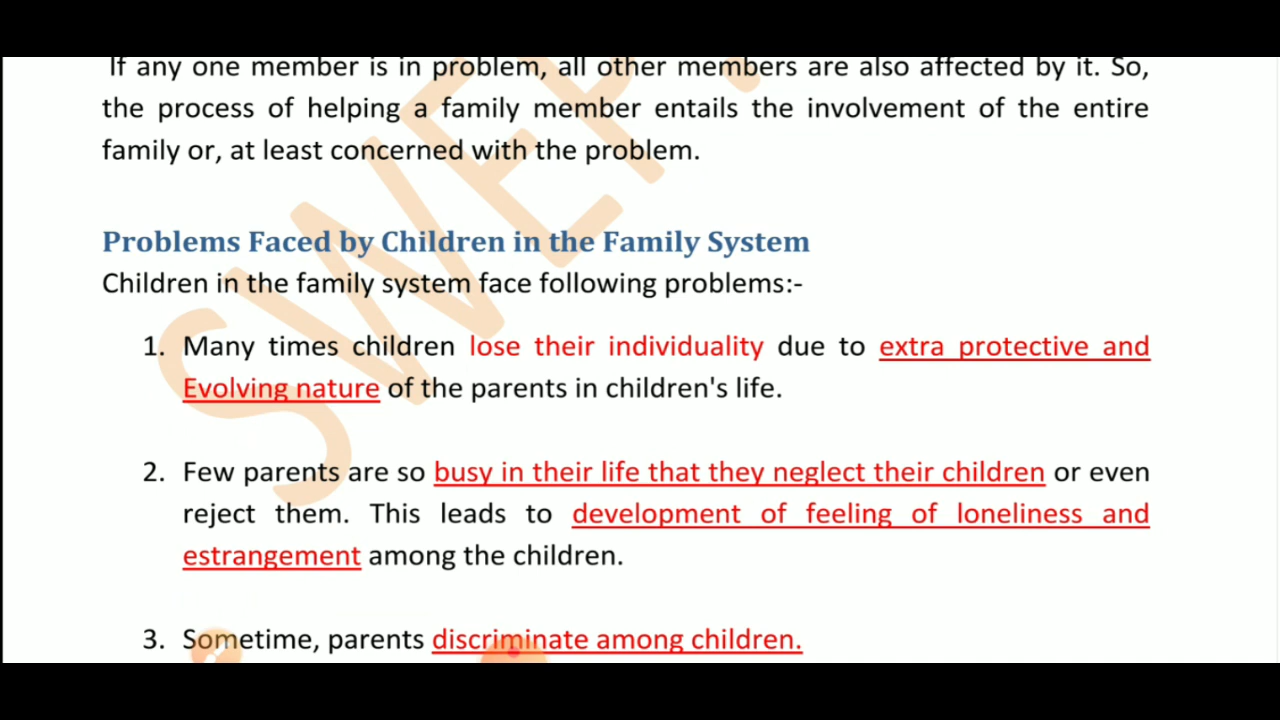 If any one member is in problem, all other members are also affected by it. So,
the process of helping a family member entails the involvement of the entire
family or, at least concerned with the problem.
Problems Faced by Children in the Family System
Children in the family system face following problems:-
1. Many times children lose their individuality due to extra protective and
Evolving nature of the parents in children's life.
2. Few parents are so busy in their life that they neglect their children or even
reject them. This leads to development of feeling of loneliness and
estrangement among the children.
3. Sometime, parents discriminate among children.